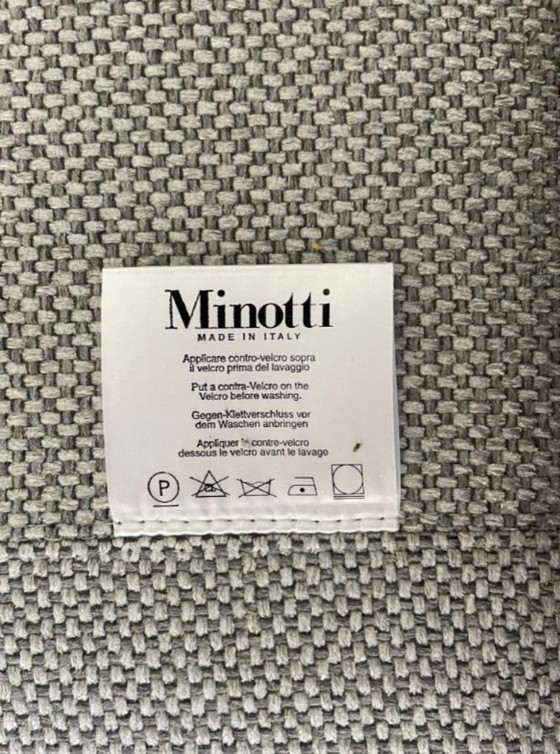 Minotti
MADE IN ITALY
Applicare contro-velcro sopra
il velcro prima del lavaggio
Put a contra-Velcro on the
Velcro before washing.
Gegen-Klettverschluss vor
dem Waschen anbringen
Appliquer contre-velcro
dessous le velcro avant le lavage
P